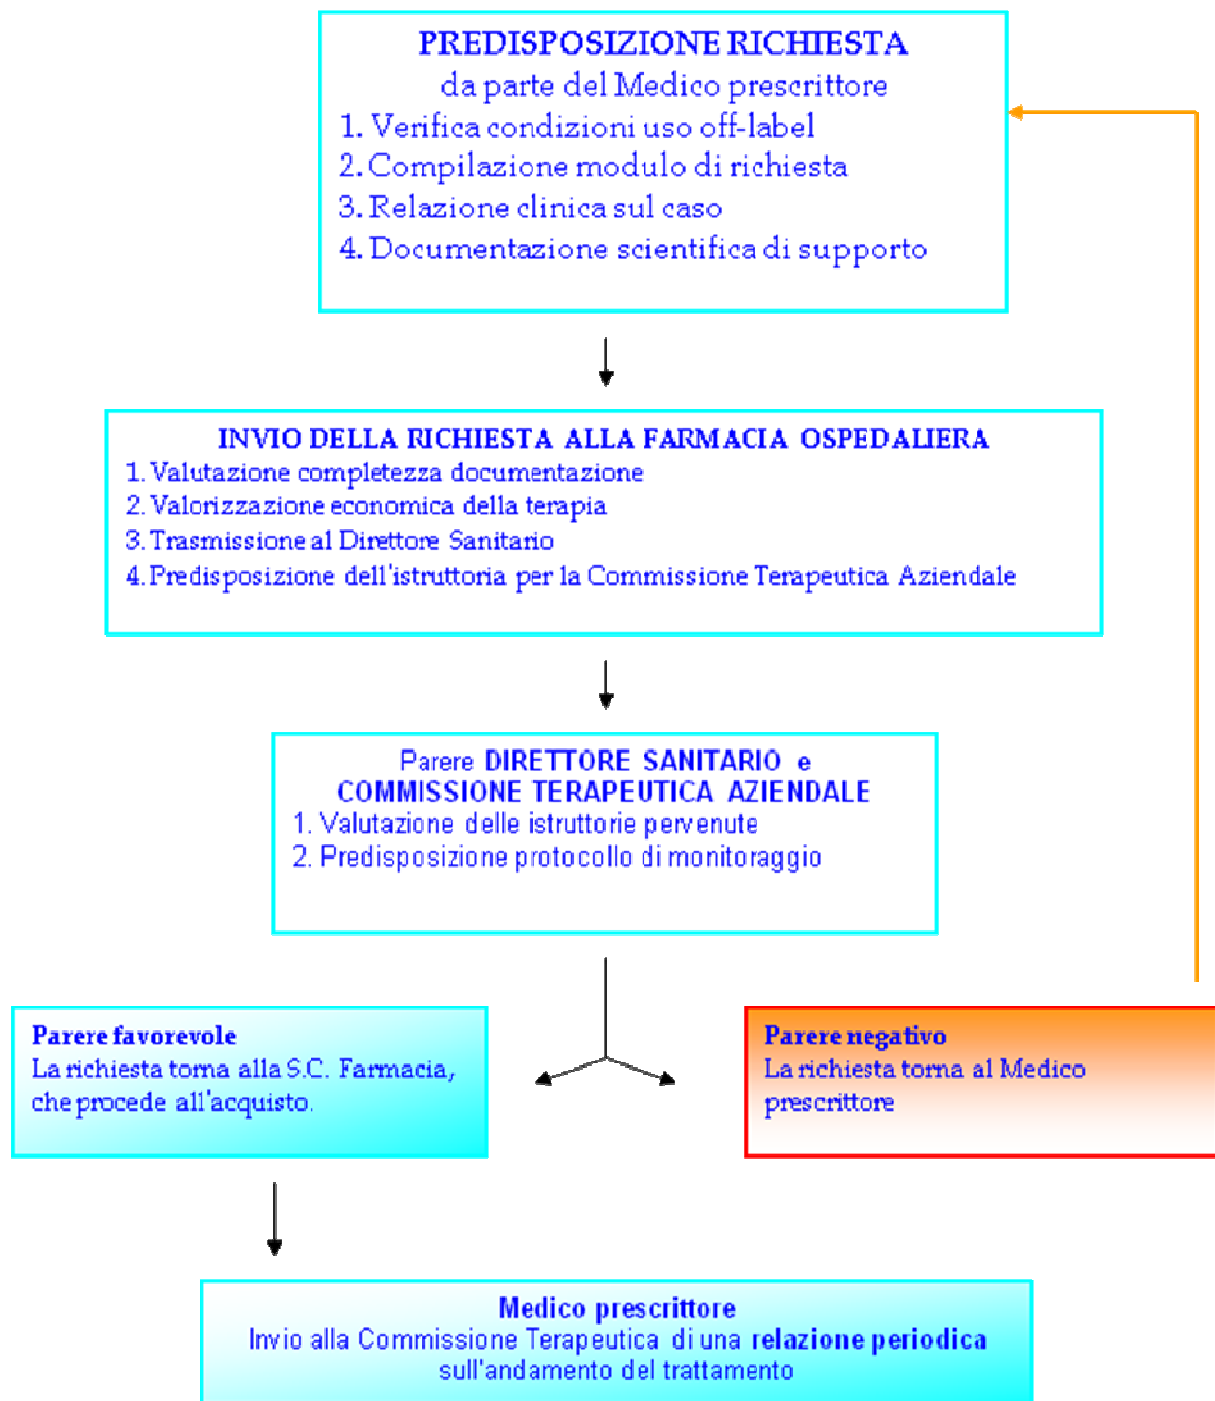 PREDISPOSIZIONE RICHIESTA
da parte del Medico prescrittore
1. Verifica condizioni uso off-label
2. Compilazione modulo di richiesta
3. Relazione clinica sul caso
4. Documentazione scientifica di supporto
INVIO DELLA RICHIESTA ALLA FARMACIA OSPEDALIERA
1. Valutazione completezza documentazione
2. Valorizzazione economica della terapia
3. Trasmissione al Direttore Sanitario
4. Predisposizione dell'istruttoria per la Commissione Terapeutica Aziendale
Parere DIRETTORE SANITARIO e
COMMISSIONE TERAPEUTICA AZIENDALE
1. Valutazione delle istruttorie pervenute
2. Predisposizione protocollo di monitoraggio
Parere favorevole
La richiesta torna alla S.C. Farmacia,
che procede all'acquisto.
Parere negativo
La richiesta torna al Medico
prescrittore
Medico prescrittore
Invio alla Commissione Terapeutica di una relazione periodica
sull'andamento del trattamento